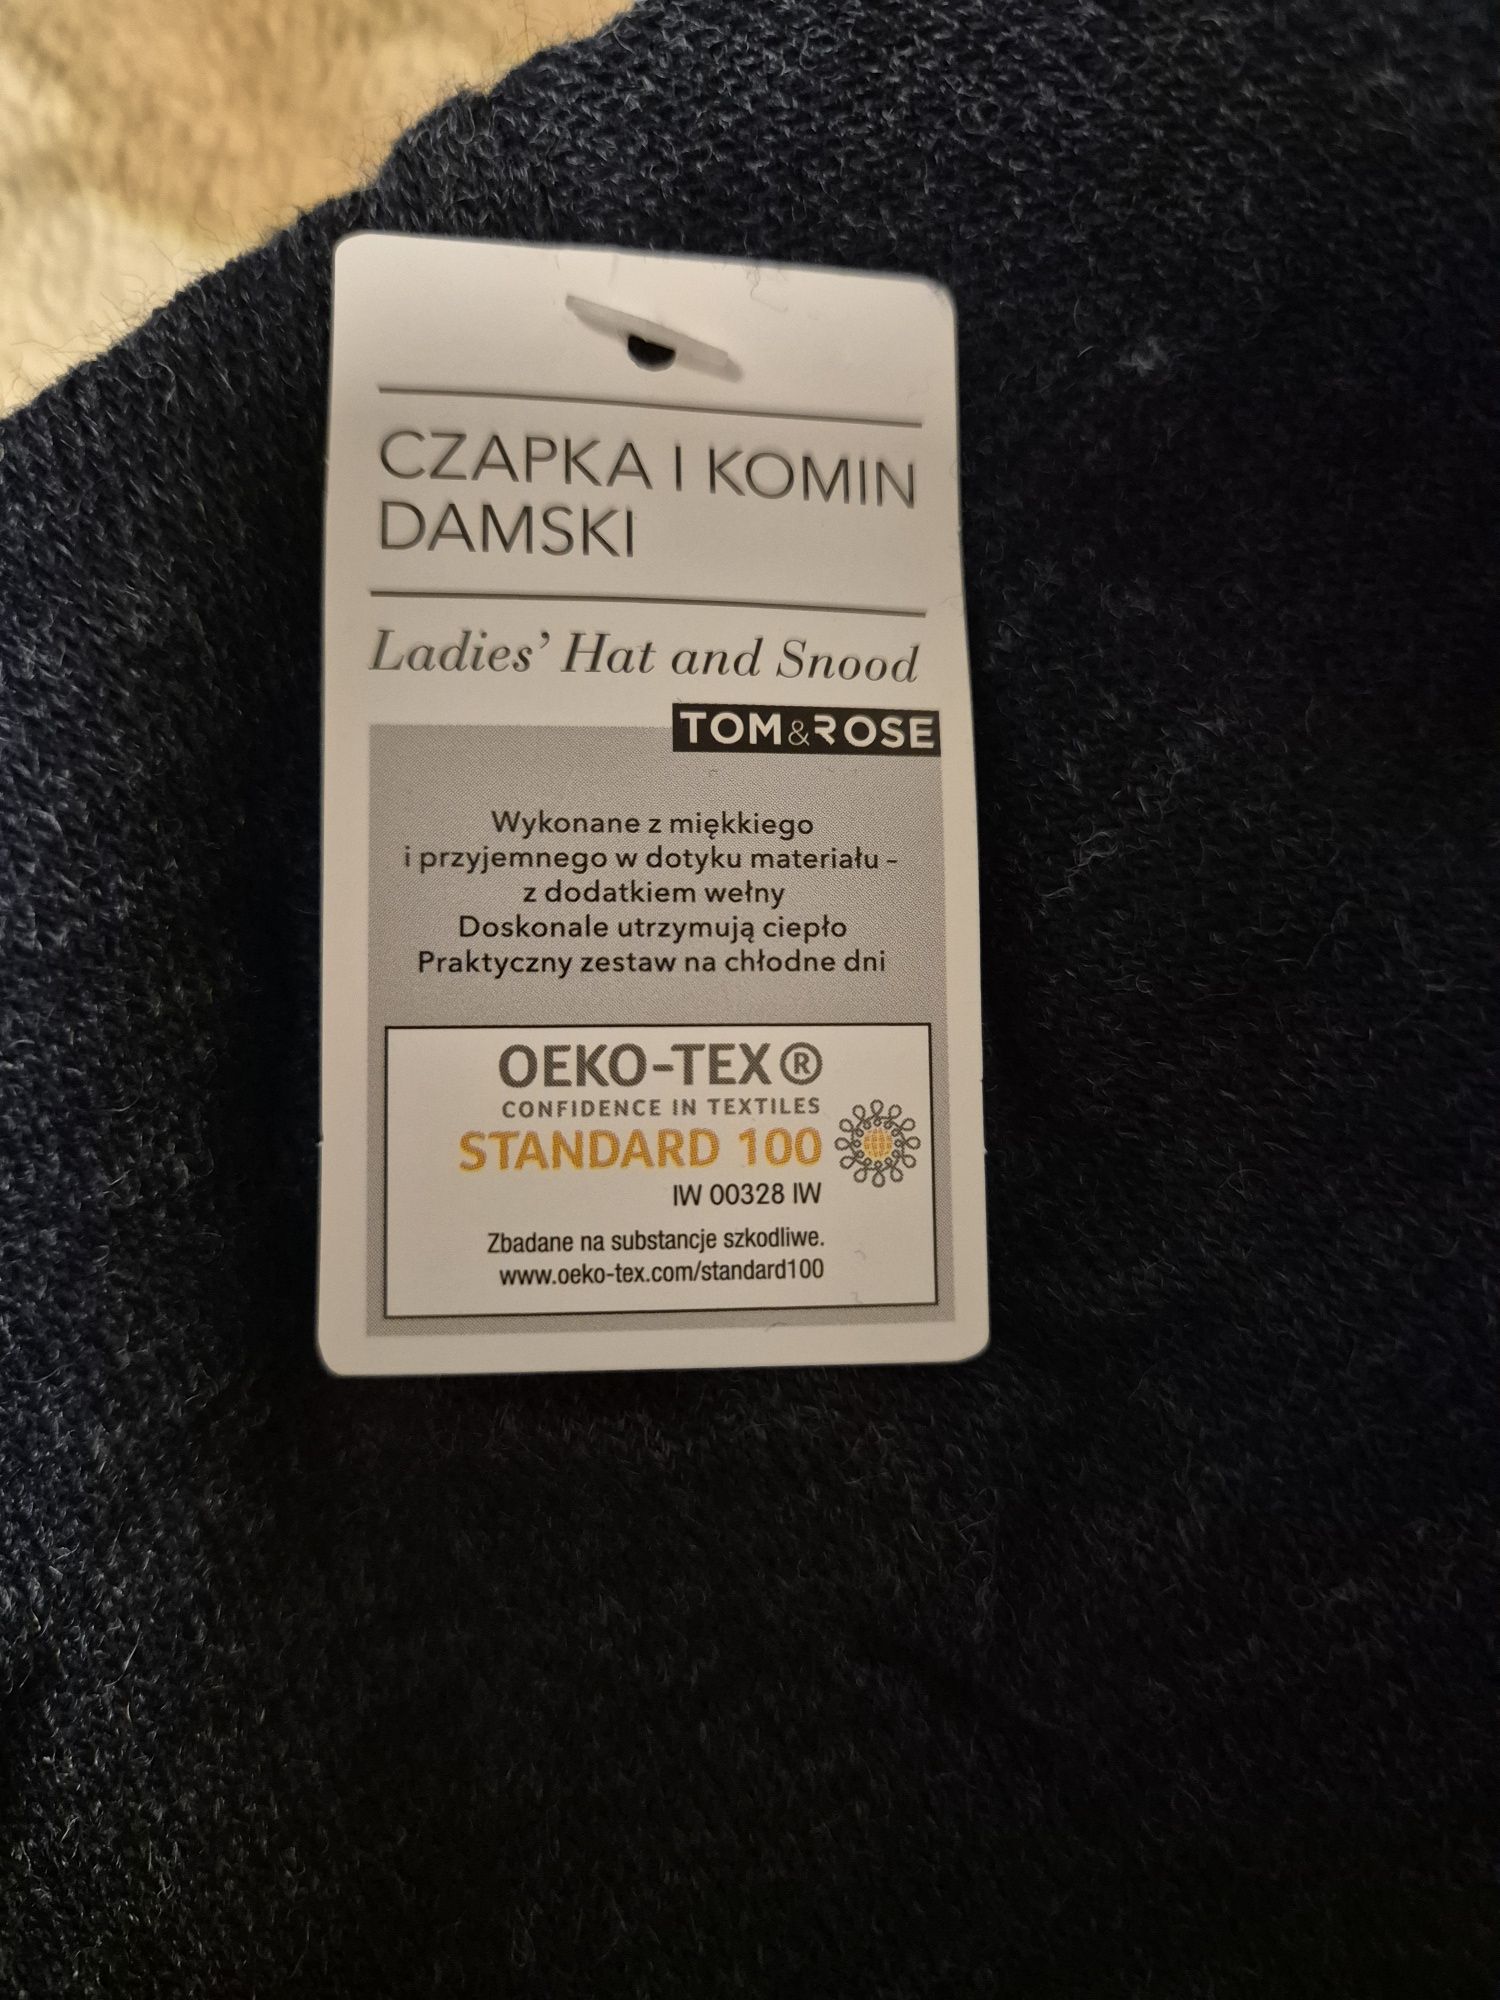 CZAPKA I KOMIN
DAMSKI
Ladies’ Hat and Snood
TOM&ROSE
Wykonane z miękkiego
i przyjemnego w dotyku materiału –
z dodatkiem wełny
Doskonale utrzymują ciepło
Praktyczny zestaw na chłodne dni
OEKO-TEX®
CONFIDENCE IN TEXTILES
STANDARD 100
IW 00328 IW
Zbadane na substancje szkodliwe.
www.oeko-tex.com/standard100